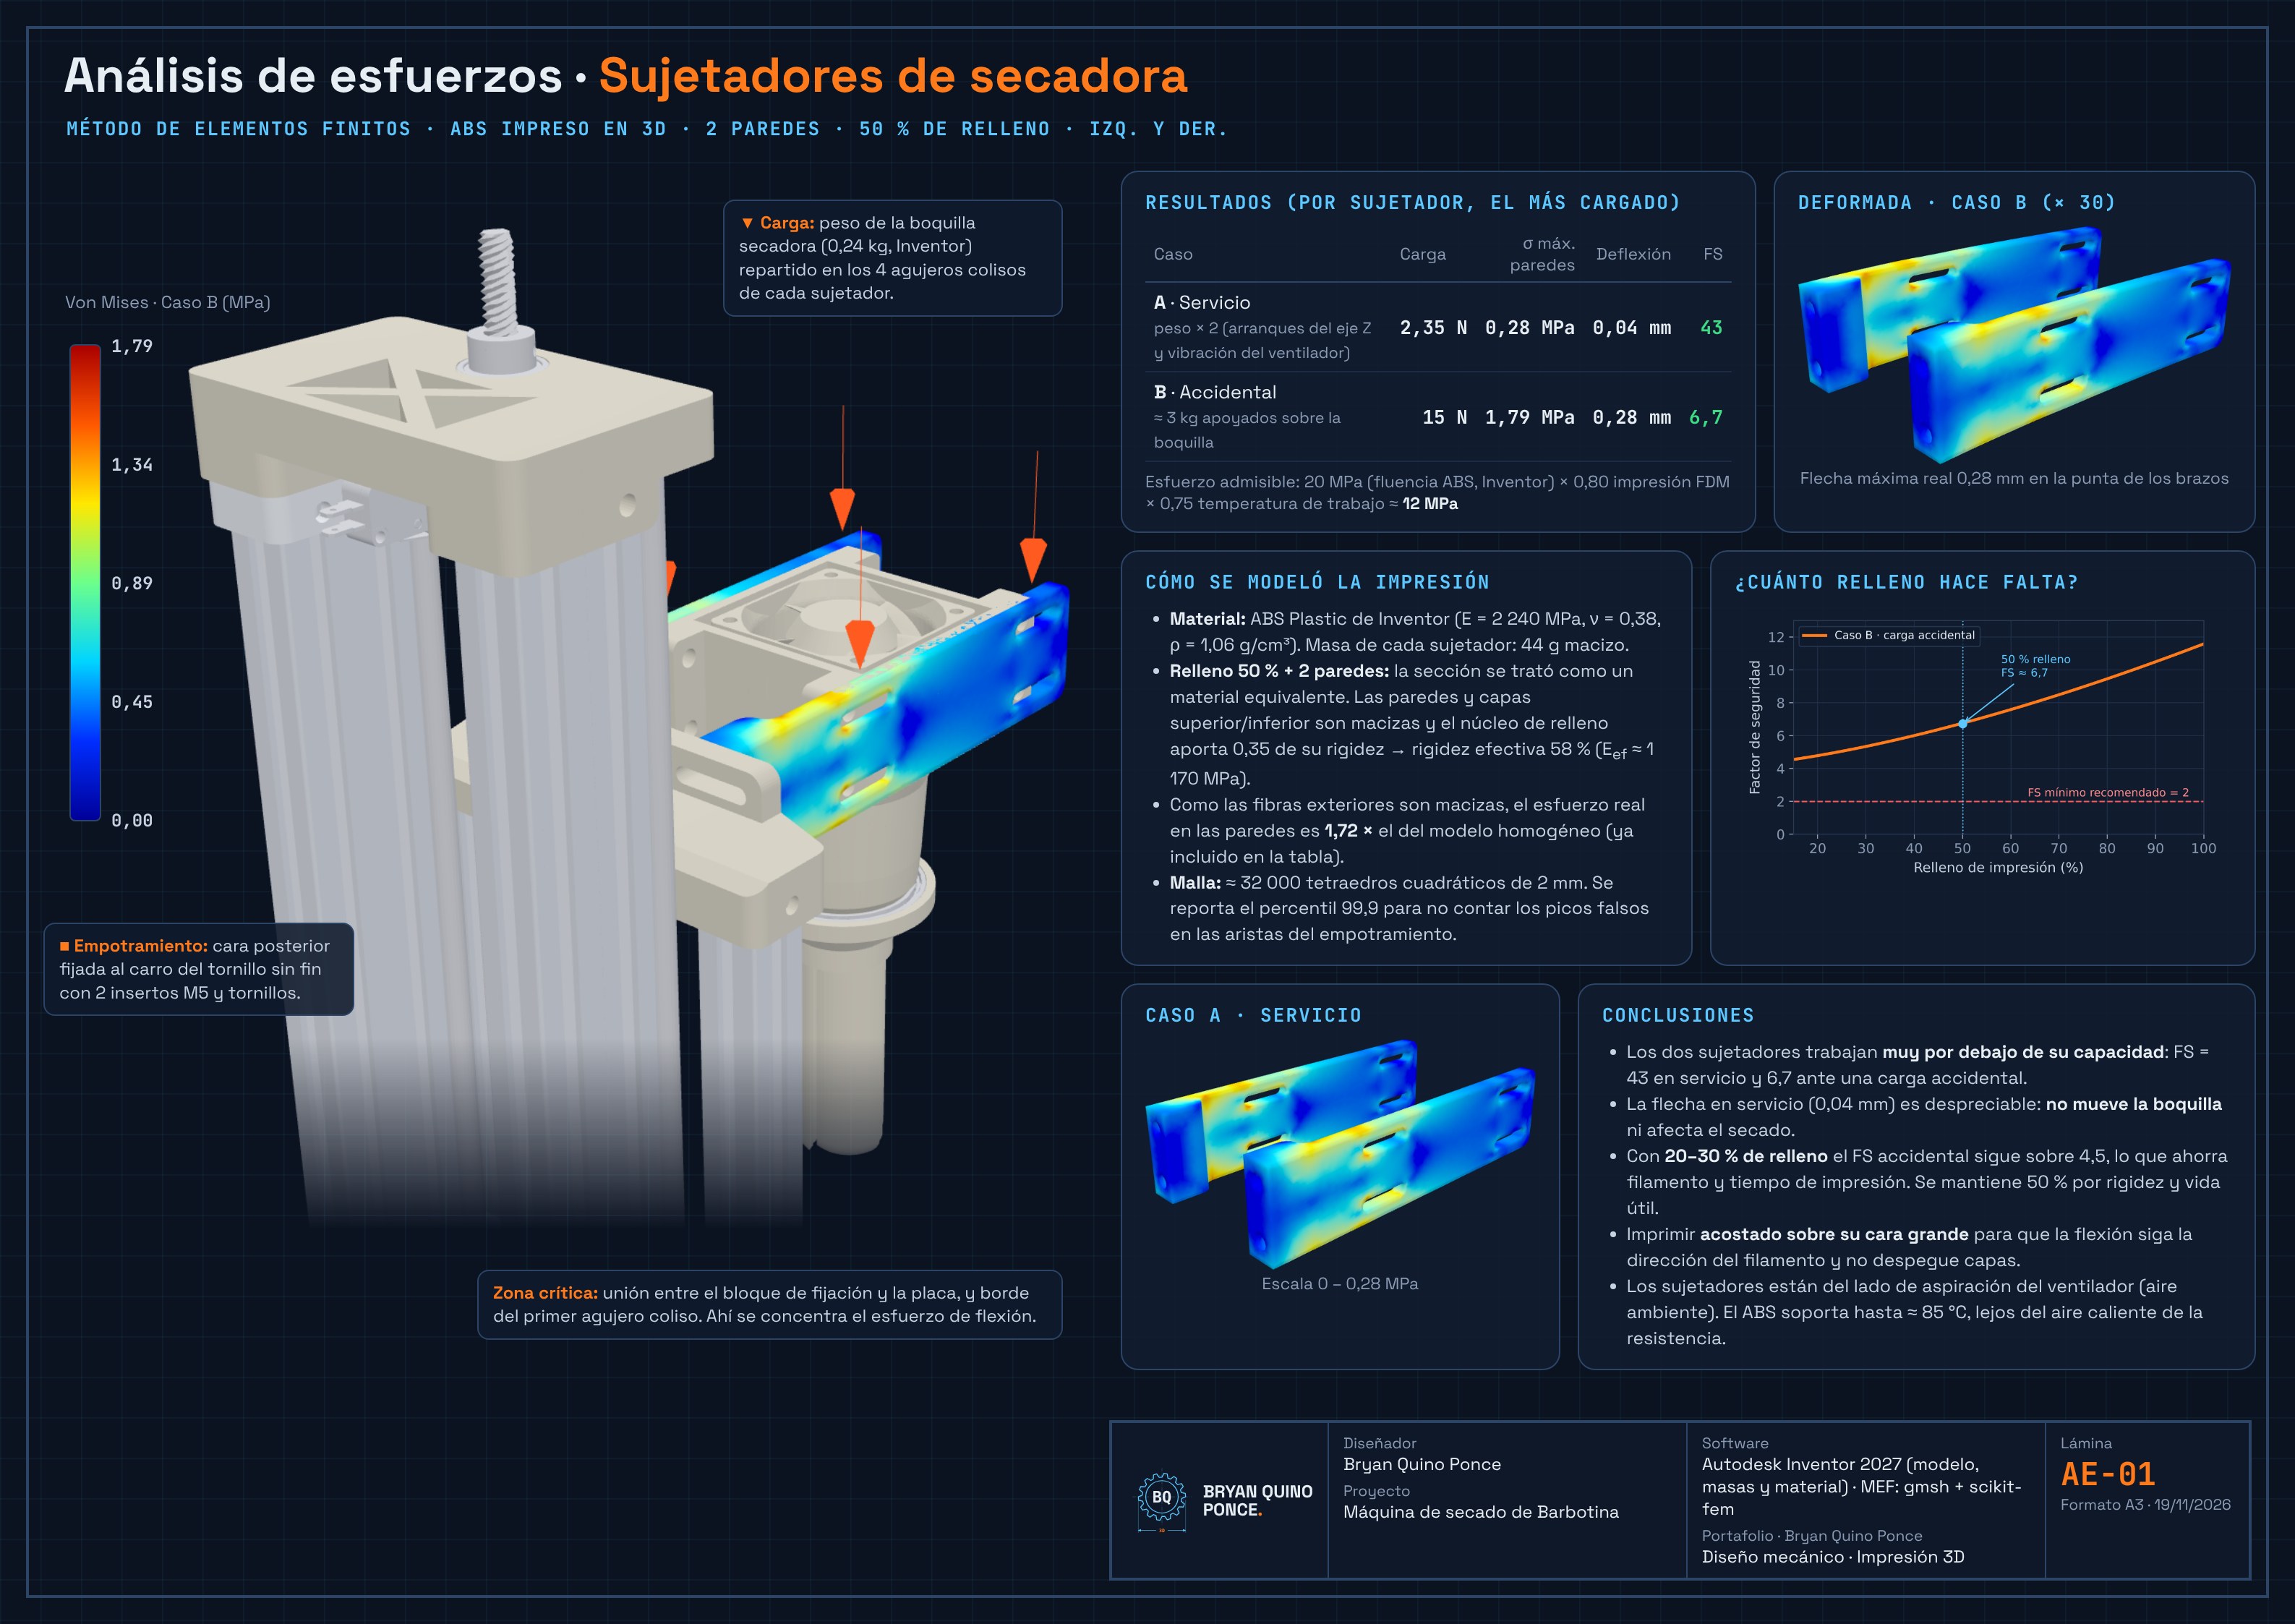 Análisis de esfuerzos · Sujetadores de secadora
MÉTODO DE ELEMENTOS FINITOS · ABS IMPRESO EN 3D · 2 PAREDES · 50 % DE RELLENO · IZQ. Y DER.
▼ Carga: peso de la boquilla
secadora (0,24 kg, Inventor)
repartido en los 4 agujeros colisos
de cada sujetador.
Von Mises · Caso B (MPa)
1,79
1,34
0,89
0,45
0,00
■ Empotramiento: cara posterior
fijada al carro del tornillo sin fin
con 2 insertos M5 y tornillos.
Zona crítica: unión entre el bloque de fijación y la placa, y borde
del primer agujero coliso. Ahí se concentra el esfuerzo de flexión.
RESULTADOS (POR SUJETADOR, EL MÁS CARGADO)
Caso Carga σ máx. paredes Deflexión FS
A · Servicio
peso × 2 (arranques del eje Z
y vibración del ventilador)
2,35 N 0,28 MPa 0,04 mm 43
B · Accidental
≈ 3 kg apoyados sobre la
boquilla
15 N 1,79 MPa 0,28 mm 6,7
Esfuerzo admisible: 20 MPa (fluencia ABS, Inventor) × 0,80 impresión FDM
× 0,75 temperatura de trabajo ≈ 12 MPa
DEFORMADA · CASO B (× 30)
Flecha máxima real 0,28 mm en la punta de los brazos
CÓMO SE MODELÓ LA IMPRESIÓN
• Material: ABS Plastic de Inventor (E = 2 240 MPa, ν = 0,38,
ρ = 1,06 g/cm³). Masa de cada sujetador: 44 g macizo.
• Relleno 50 % + 2 paredes: la sección se trató como un
material equivalente. Las paredes y capas
superior/inferior son macizas y el núcleo de relleno
aporta 0,35 de su rigidez → rigidez efectiva 58 % (Eef ≈ 1
170 MPa).
• Como las fibras exteriores son macizas, el esfuerzo real
en las paredes es 1,72 × el del modelo homogéneo (ya
incluido en la tabla).
• Malla: ≈ 32 000 tetraedros cuadráticos de 2 mm. Se
reporta el percentil 99,9 para no contar los picos falsos
en las aristas del empotramiento.
¿CUÁNTO RELLENO HACE FALTA?
Factor de seguridad
12
10
8
6
4
2
0
Caso B · carga accidental
50 % relleno
FS ≈ 6,7
FS mínimo recomendado = 2
20 30 40 50 60 70 80 90 100
Relleno de impresión (%)
CASO A · SERVICIO
Escala 0 – 0,28 MPa
CONCLUSIONES
• Los dos sujetadores trabajan muy por debajo de su capacidad: FS =
43 en servicio y 6,7 ante una carga accidental.
• La flecha en servicio (0,04 mm) es despreciable: no mueve la boquilla
ni afecta el secado.
• Con 20–30 % de relleno el FS accidental sigue sobre 4,5, lo que ahorra
filamento y tiempo de impresión. Se mantiene 50 % por rigidez y vida
útil.
• Imprimir acostado sobre su cara grande para que la flexión siga la
dirección del filamento y no despegue capas.
• Los sujetadores están del lado de aspiración del ventilador (aire
ambiente). El ABS soporta hasta ≈ 85 °C, lejos del aire caliente de la
resistencia.
BQ
BRYAN QUINO
PONCE.
Diseñador
Bryan Quino Ponce
Proyecto
Máquina de secado de Barbotina
Software
Autodesk Inventor 2027 (modelo,
masas y material) · MEF: gmsh + scikit-
fem
Portafolio · Bryan Quino Ponce
Diseño mecánico · Impresión 3D
Lámina
AE-01
Formato A3 · 19/11/2026